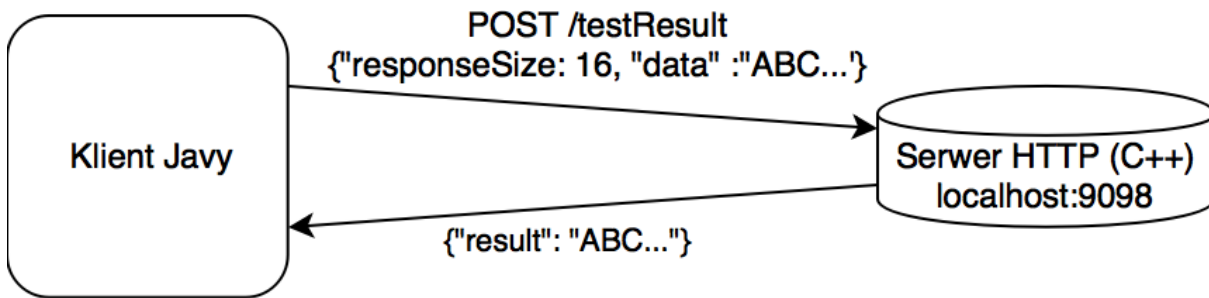 POST /testResult
{"responseSize: 16, "data" :"ABC...'}
Klient Javy
Serwer HTTP (C++)
localhost:9098
{"result": "ABC..."}